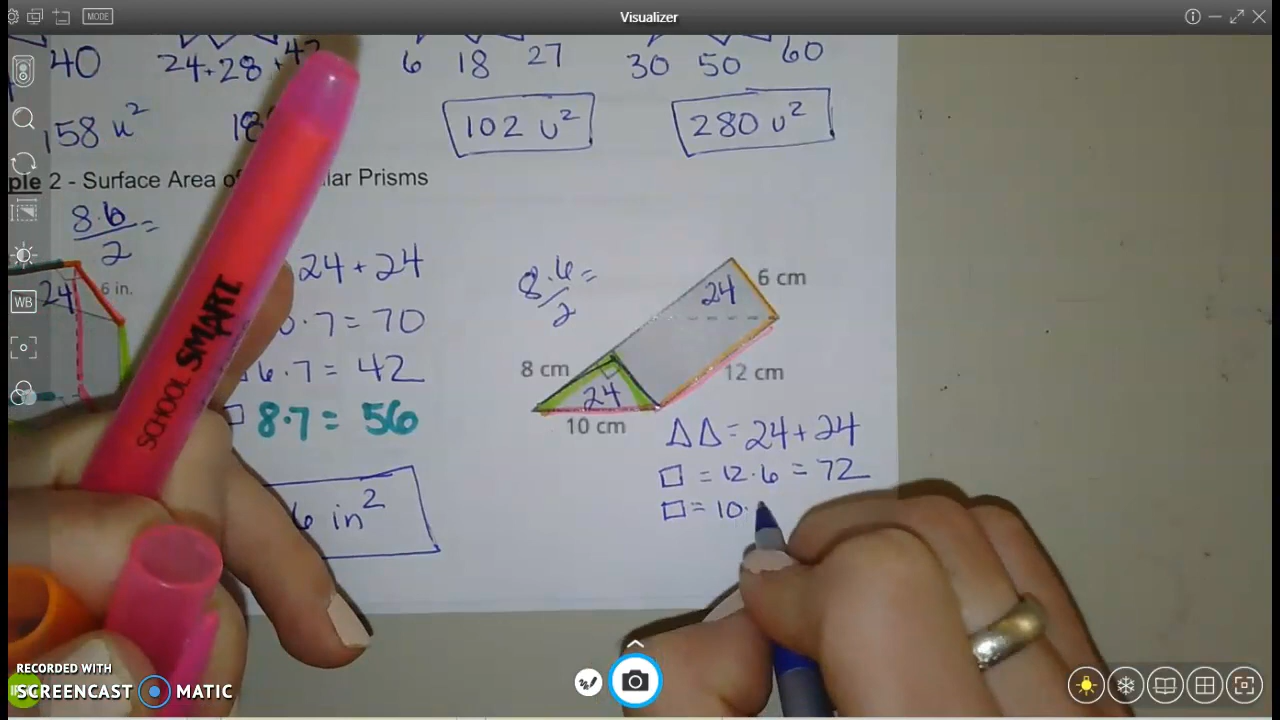 Visualizer
MODE
40 24+28+42 6 18 27 30 50 60
158 u² 18 102 u² 280 u²
ple 2 - Surface Area of lar Prisms
8·6/2 =
24 6 in.
24+24
·7 = 70
6·7 = 42
□ 8·7 = 56
6 in²
8·6/2 =
24 6 cm
8 cm 12 cm
24
10 cm
△△ = 24+24
□ = 12·6 = 72
□ = 10·
WB
SCHOOL SMART
RECORDED WITH
SCREENCAST MATIC